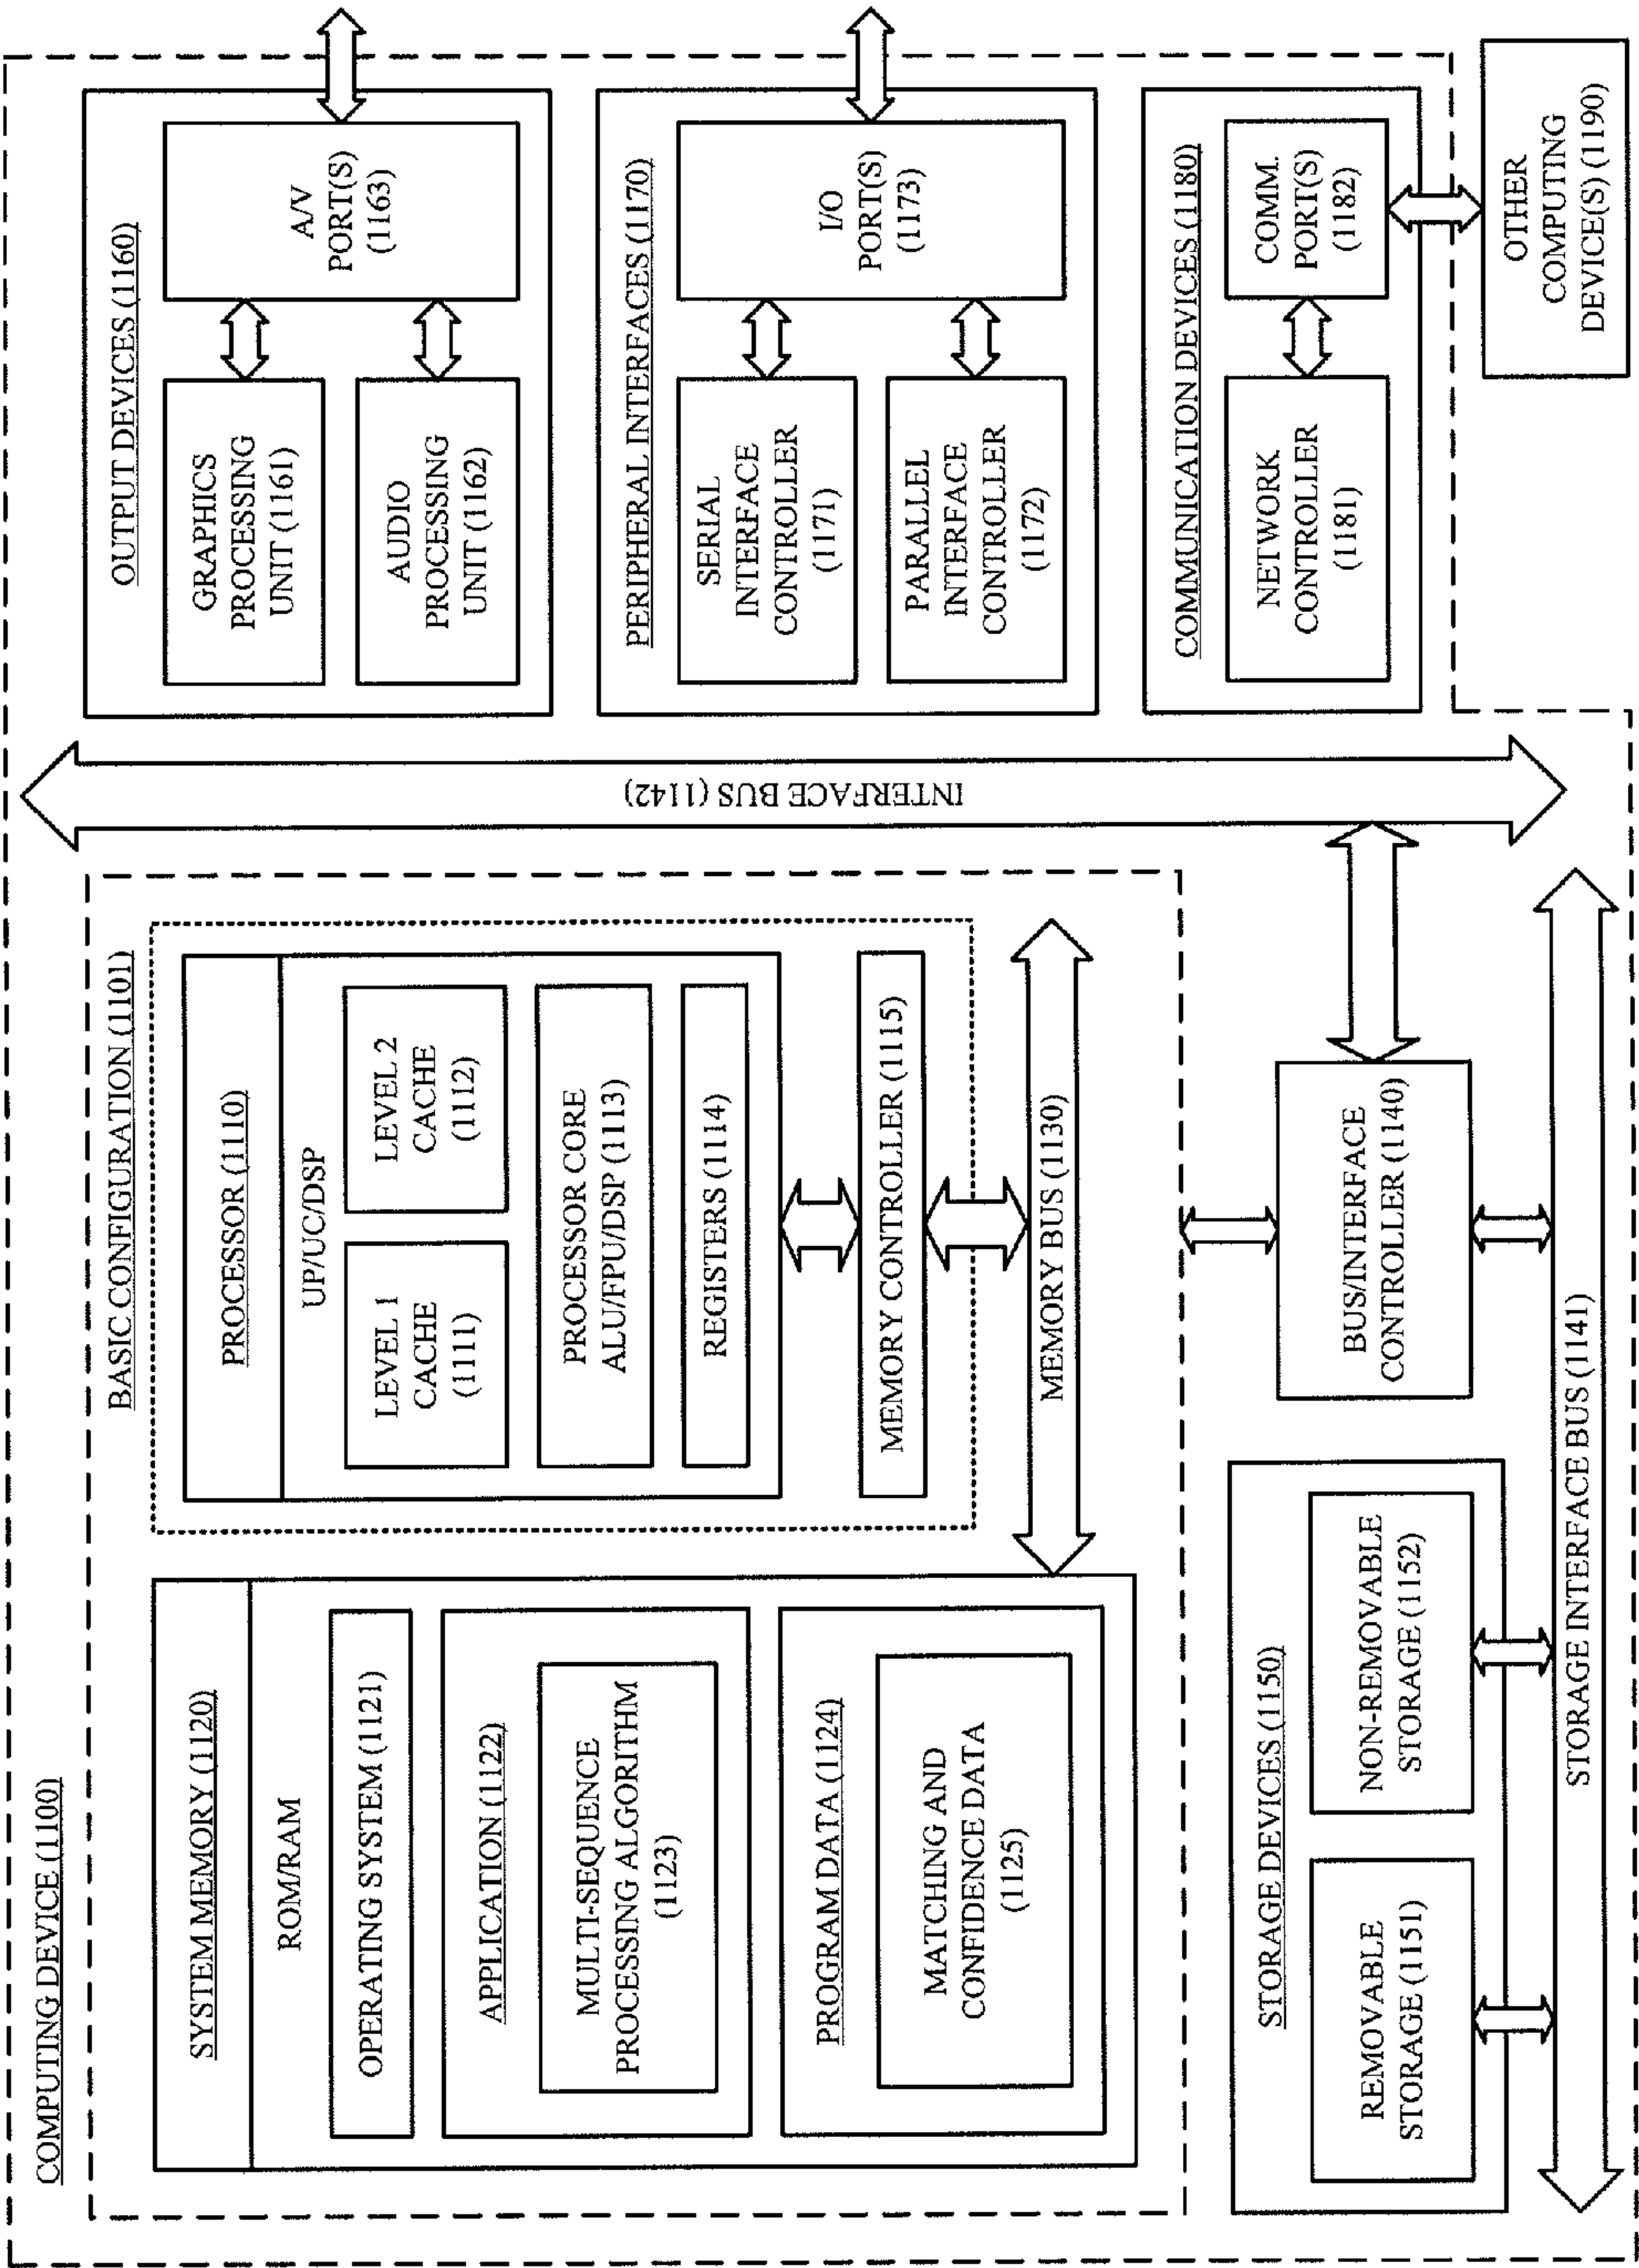 COMPUTING DEVICE (1100)
BASIC CONFIGURATION (1101)
SYSTEM MEMORY (1120)
ROM/RAM
OPERATING SYSTEM (1121)
APPLICATION (1122)
MULTI-SEQUENCE
PROCESSING ALGORITHM
(1123)
PROGRAM DATA (1124)
MATCHING AND
CONFIDENCE DATA
(1125)
PROCESSOR (1110)
UP/UC/DSP
LEVEL 1
CACHE
(1111)
LEVEL 2
CACHE
(1112)
PROCESSOR CORE
ALU/FPU/DSP (1113)
REGISTERS (1114)
MEMORY CONTROLLER (1115)
MEMORY BUS (1130)
BUS/INTERFACE
CONTROLLER (1140)
STORAGE DEVICES (1150)
REMOVABLE
STORAGE (1151)
NON-REMOVABLE
STORAGE (1152)
STORAGE INTERFACE BUS (1141)
INTERFACE BUS (1142)
OUTPUT DEVICES (1160)
GRAPHICS
PROCESSING
UNIT (1161)
AUDIO
PROCESSING
UNIT (1162)
A/V
PORT(S)
(1163)
PERIPHERAL INTERFACES (1170)
SERIAL
INTERFACE
CONTROLLER
(1171)
PARALLEL
INTERFACE
CONTROLLER
(1172)
I/O
PORT(S)
(1173)
COMMUNICATION DEVICES (1180)
NETWORK
CONTROLLER
(1181)
COMM.
PORT(S)
(1182)
OTHER
COMPUTING
DEVICE(S) (1190)